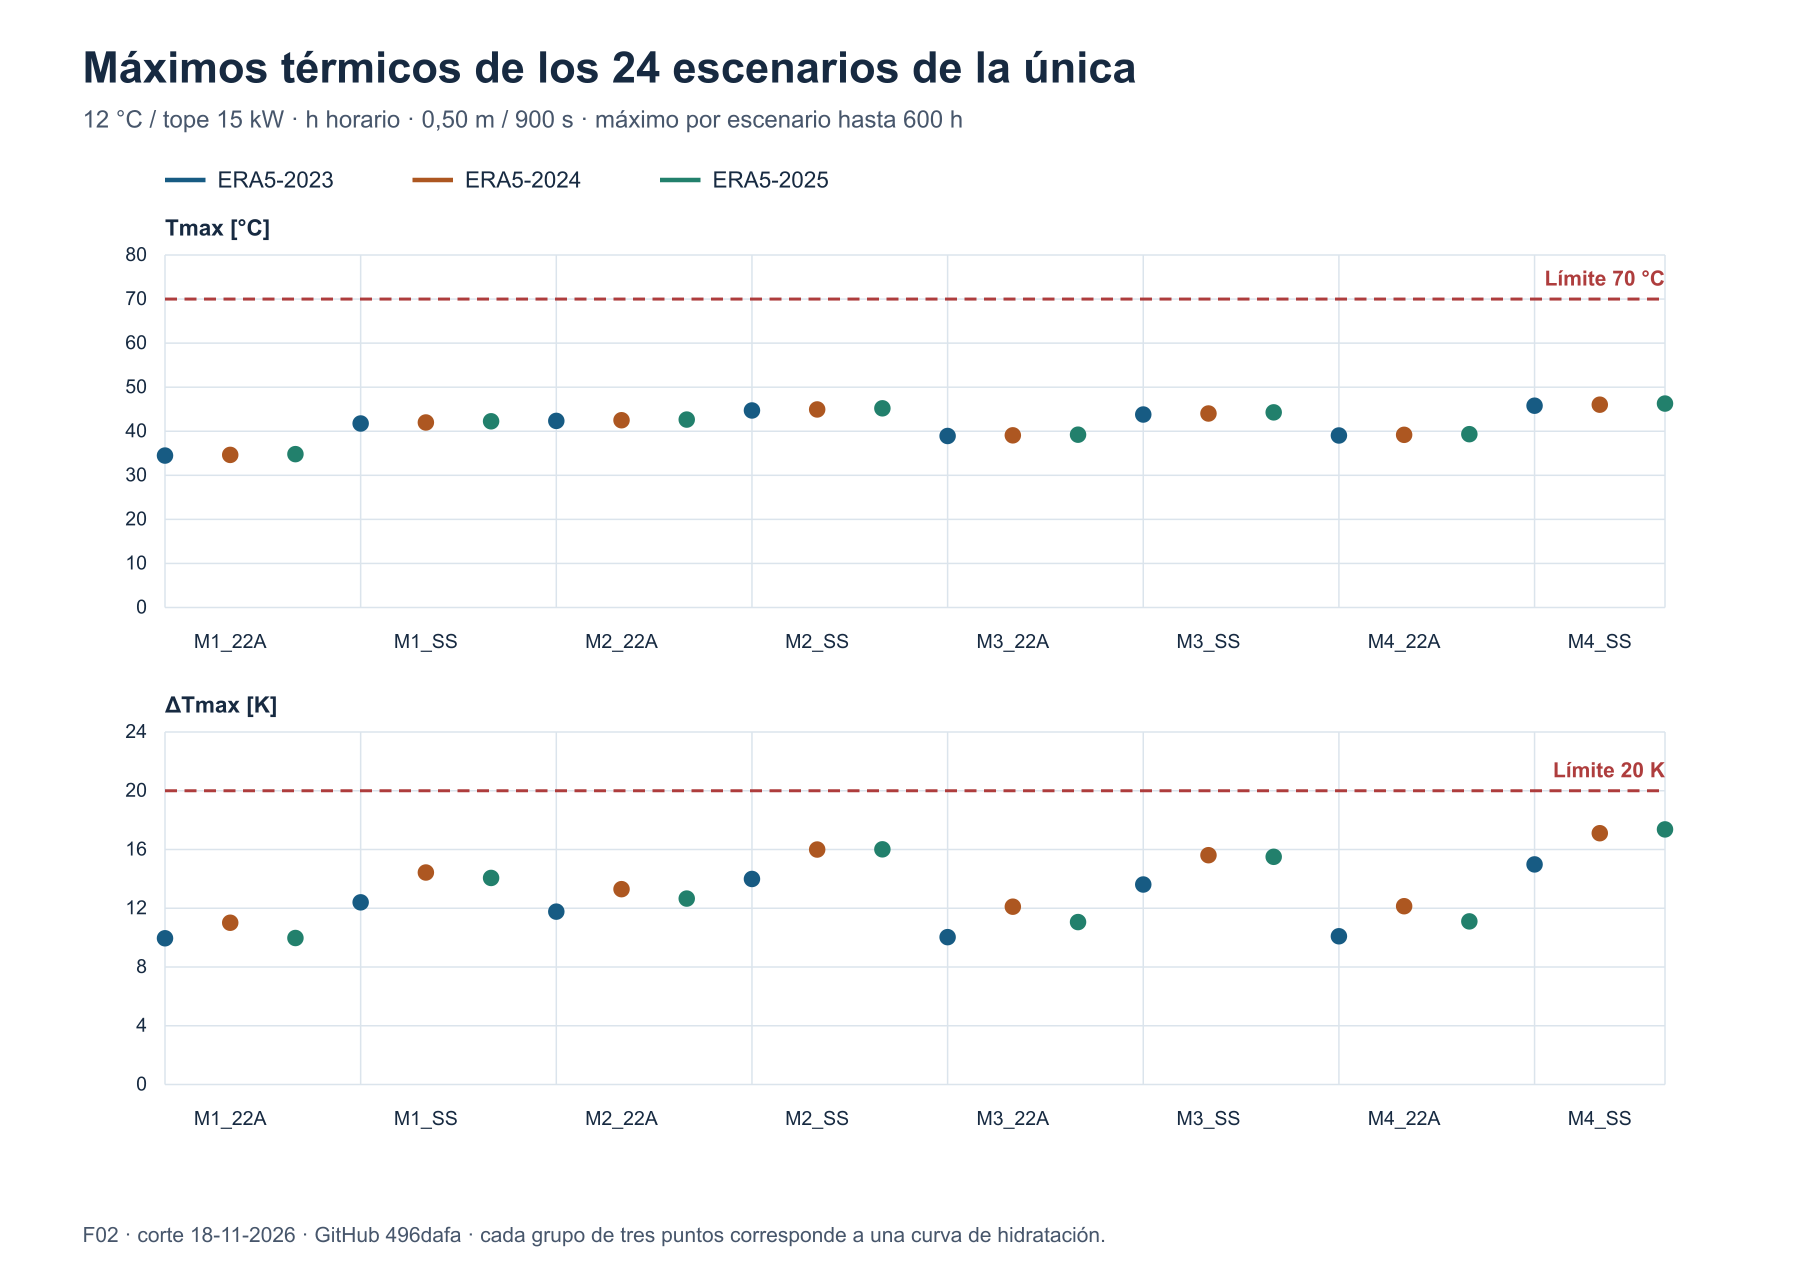 Máximos térmicos de los 24 escenarios de la única
12 °C / tope 15 kW · h horario · 0,50 m / 900 s · máximo por escenario hasta 600 h
ERA5-2023 ERA5-2024 ERA5-2025
Tmax [°C]
80
Límite 70 °C
70
60
50
40
30
20
10
0
M1_22A M1_SS M2_22A M2_SS M3_22A M3_SS M4_22A M4_SS
ΔTmax [K]
24
Límite 20 K
20
16
12
8
4
0
M1_22A M1_SS M2_22A M2_SS M3_22A M3_SS M4_22A M4_SS
F02 · corte 18-11-2026 · GitHub 496dafa · cada grupo de tres puntos corresponde a una curva de hidratación.